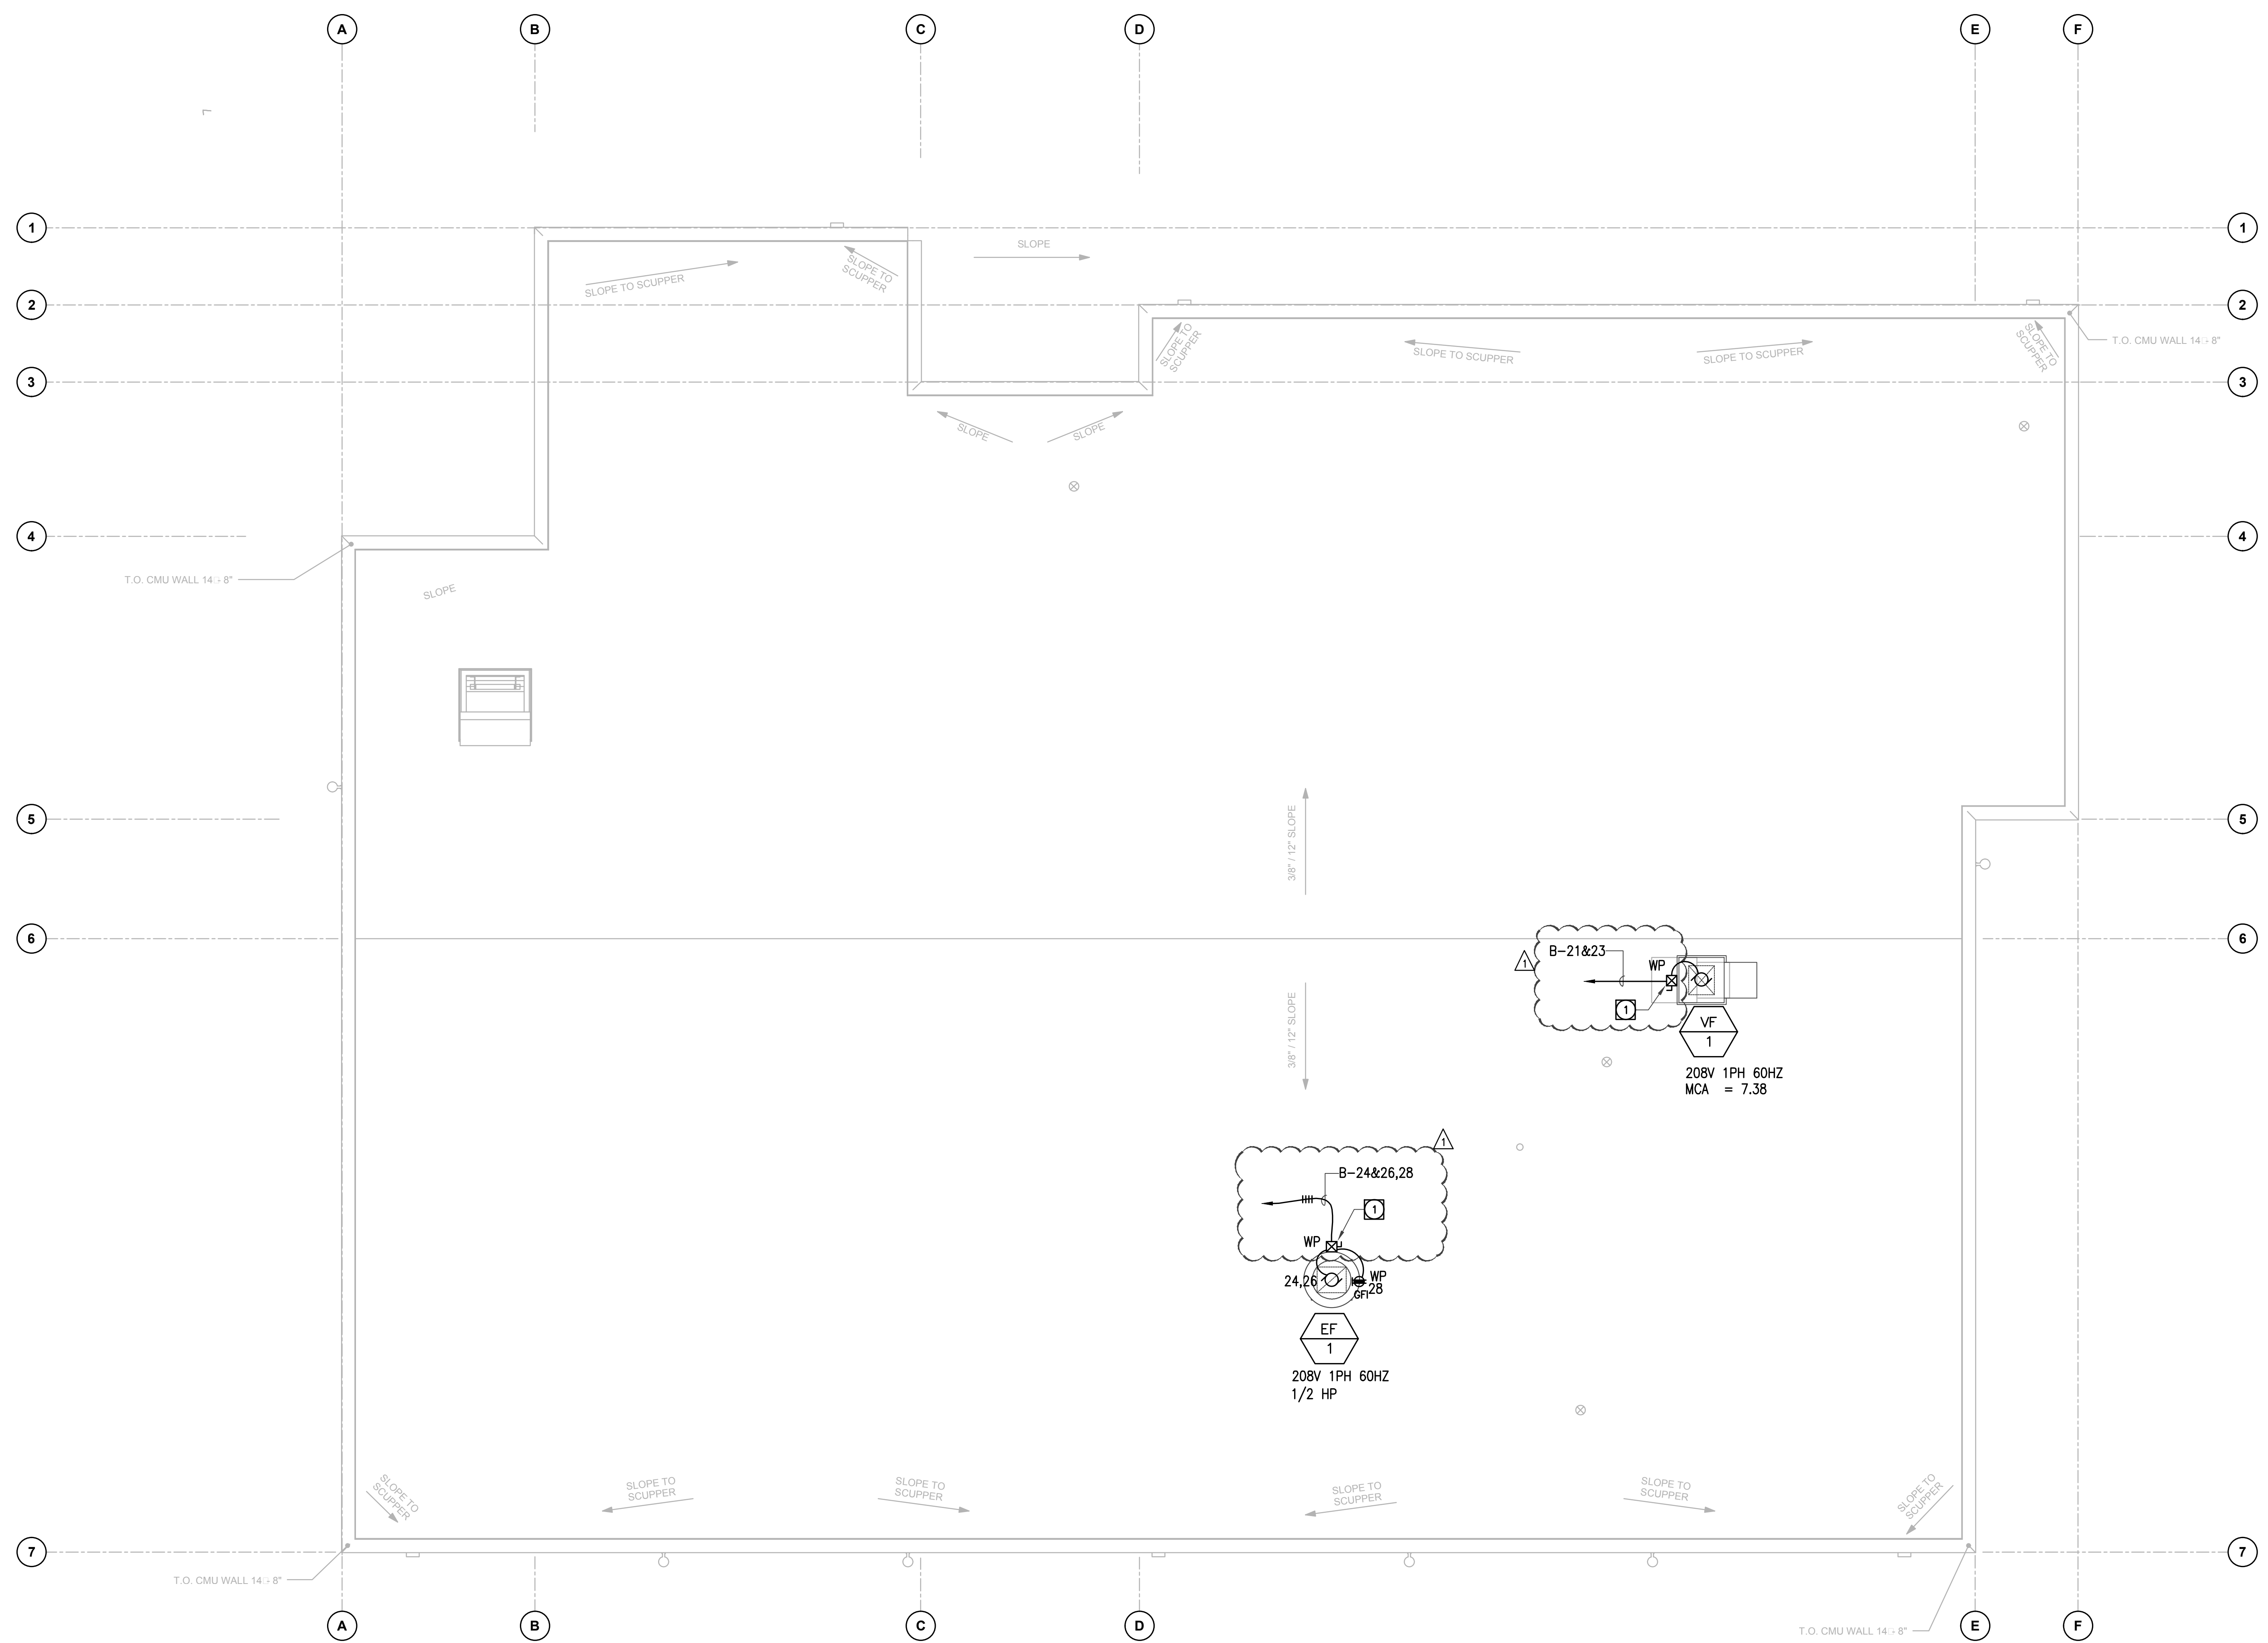 A B C D E F
1 1
SLOPE
SLOPE TO
SCUPPER
SLOPE TO SCUPPER
2 2
SLOPE TO
SCUPPER
SLOPE TO SCUPPER
SLOPE TO SCUPPER
SLOPE TO
SCUPPER
T.O. CMU WALL 14□- 8"
3 3
SLOPE
SLOPE
4 4
T.O. CMU WALL 14□- 8"
SLOPE
5 5
3/8" / 12" SLOPE
6 6
B-21&23
1
WP
1
VF
1
208V 1PH 60HZ
MCA = 7.38
3/8" / 12" SLOPE
1
B-24&26,28
1
WP
24,26
WP
28
GFI
EF
1
208V 1PH 60HZ
1/2 HP
SLOPE TO
SCUPPER
SLOPE TO
SCUPPER
SLOPE TO
SCUPPER
SLOPE TO
SCUPPER
SLOPE TO
SCUPPER
SLOPE TO
SCUPPER
7 7
T.O. CMU WALL 14□- 8"
T.O. CMU WALL 14□- 8"
A B C D E F